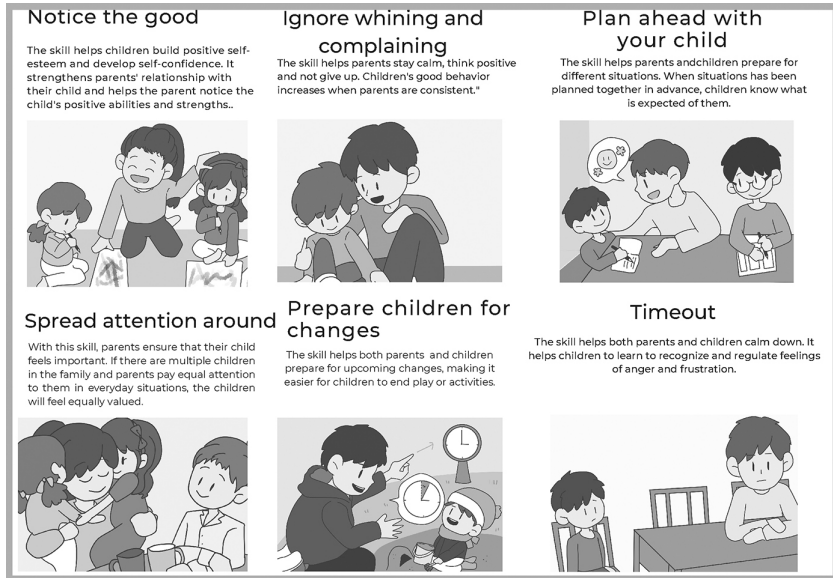 Notice the good
The skill helps children build positive self-
esteem and develop self-confidence. It
strengthens parents' relationship with
their child and helps the parent notice the
child's positive abilities and strengths..
Ignore whining and
complaining
The skill helps parents stay calm, think positive
and not give up. Children's good behavior
increases when parents are consistent."
Plan ahead with
your child
The skill helps parents andchildren prepare for
different situations. When situations has been
planned together in advance, children know what
is expected of them.
Spread attention around
With this skill, parents ensure that their child
feels important. If there are multiple children
in the family and parents pay equal attention
to them in everyday situations, the children
will feel equally valued.
Prepare children for
changes
The skill helps both parents and children
prepare for upcoming changes, making it
easier for children to end play or activities.
Timeout
The skill helps both parents and children calm down. It
helps children to learn to recognize and regulate feelings
of anger and frustration.